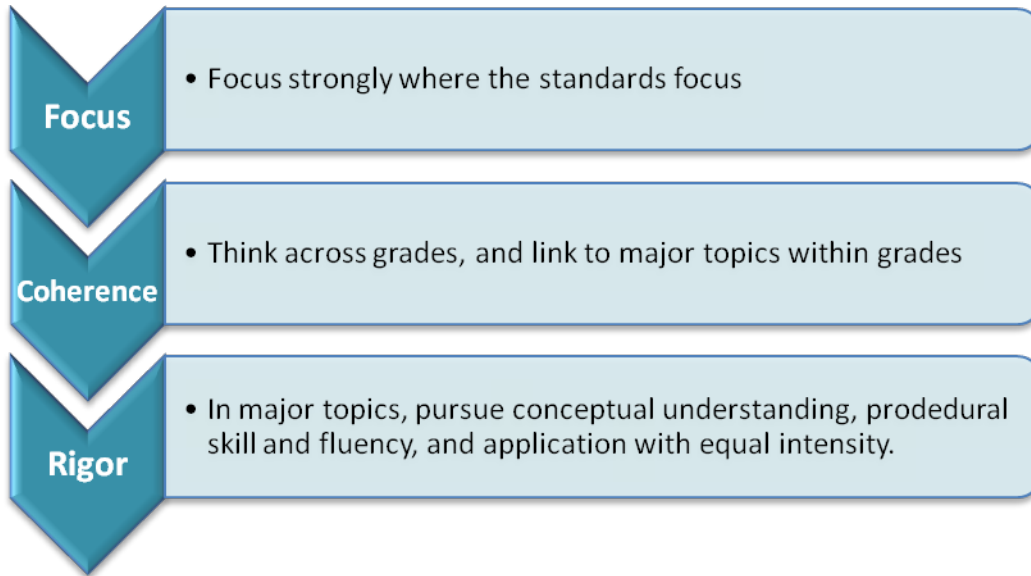 Focus
• Focus strongly where the standards focus
Coherence
• Think across grades, and link to major topics within grades
Rigor
• In major topics, pursue conceptual understanding, prodedural
skill and fluency, and application with equal intensity.